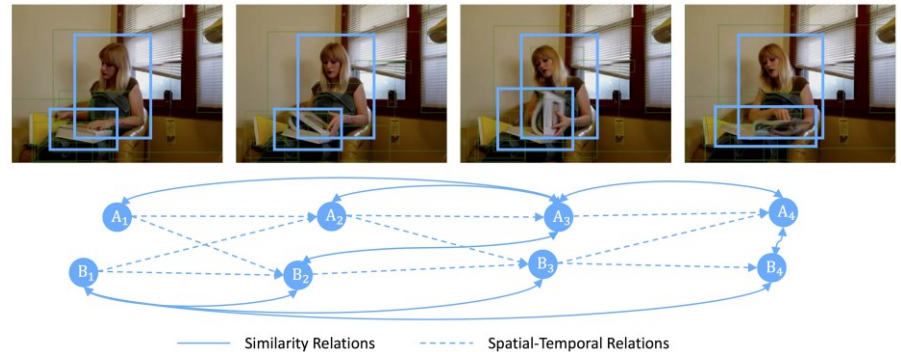 A1 A2 A3 A4
B1 B2 B3 B4
Similarity Relations Spatial-Temporal Relations